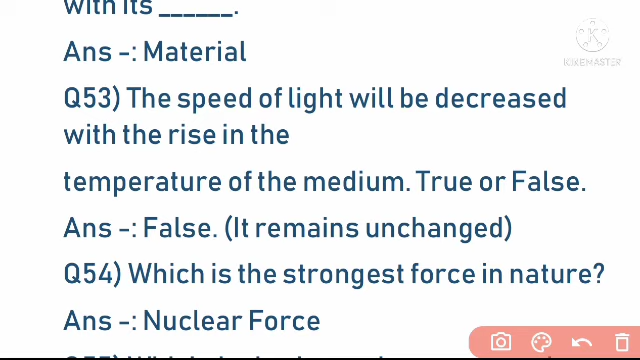 with its ______.
Ans -: Material
Q53) The speed of light will be decreased
with the rise in the
temperature of the medium. True or False.
Ans -: False. (It remains unchanged)
Q54) Which is the strongest force in nature?
Ans -: Nuclear Force
KINEMASTER